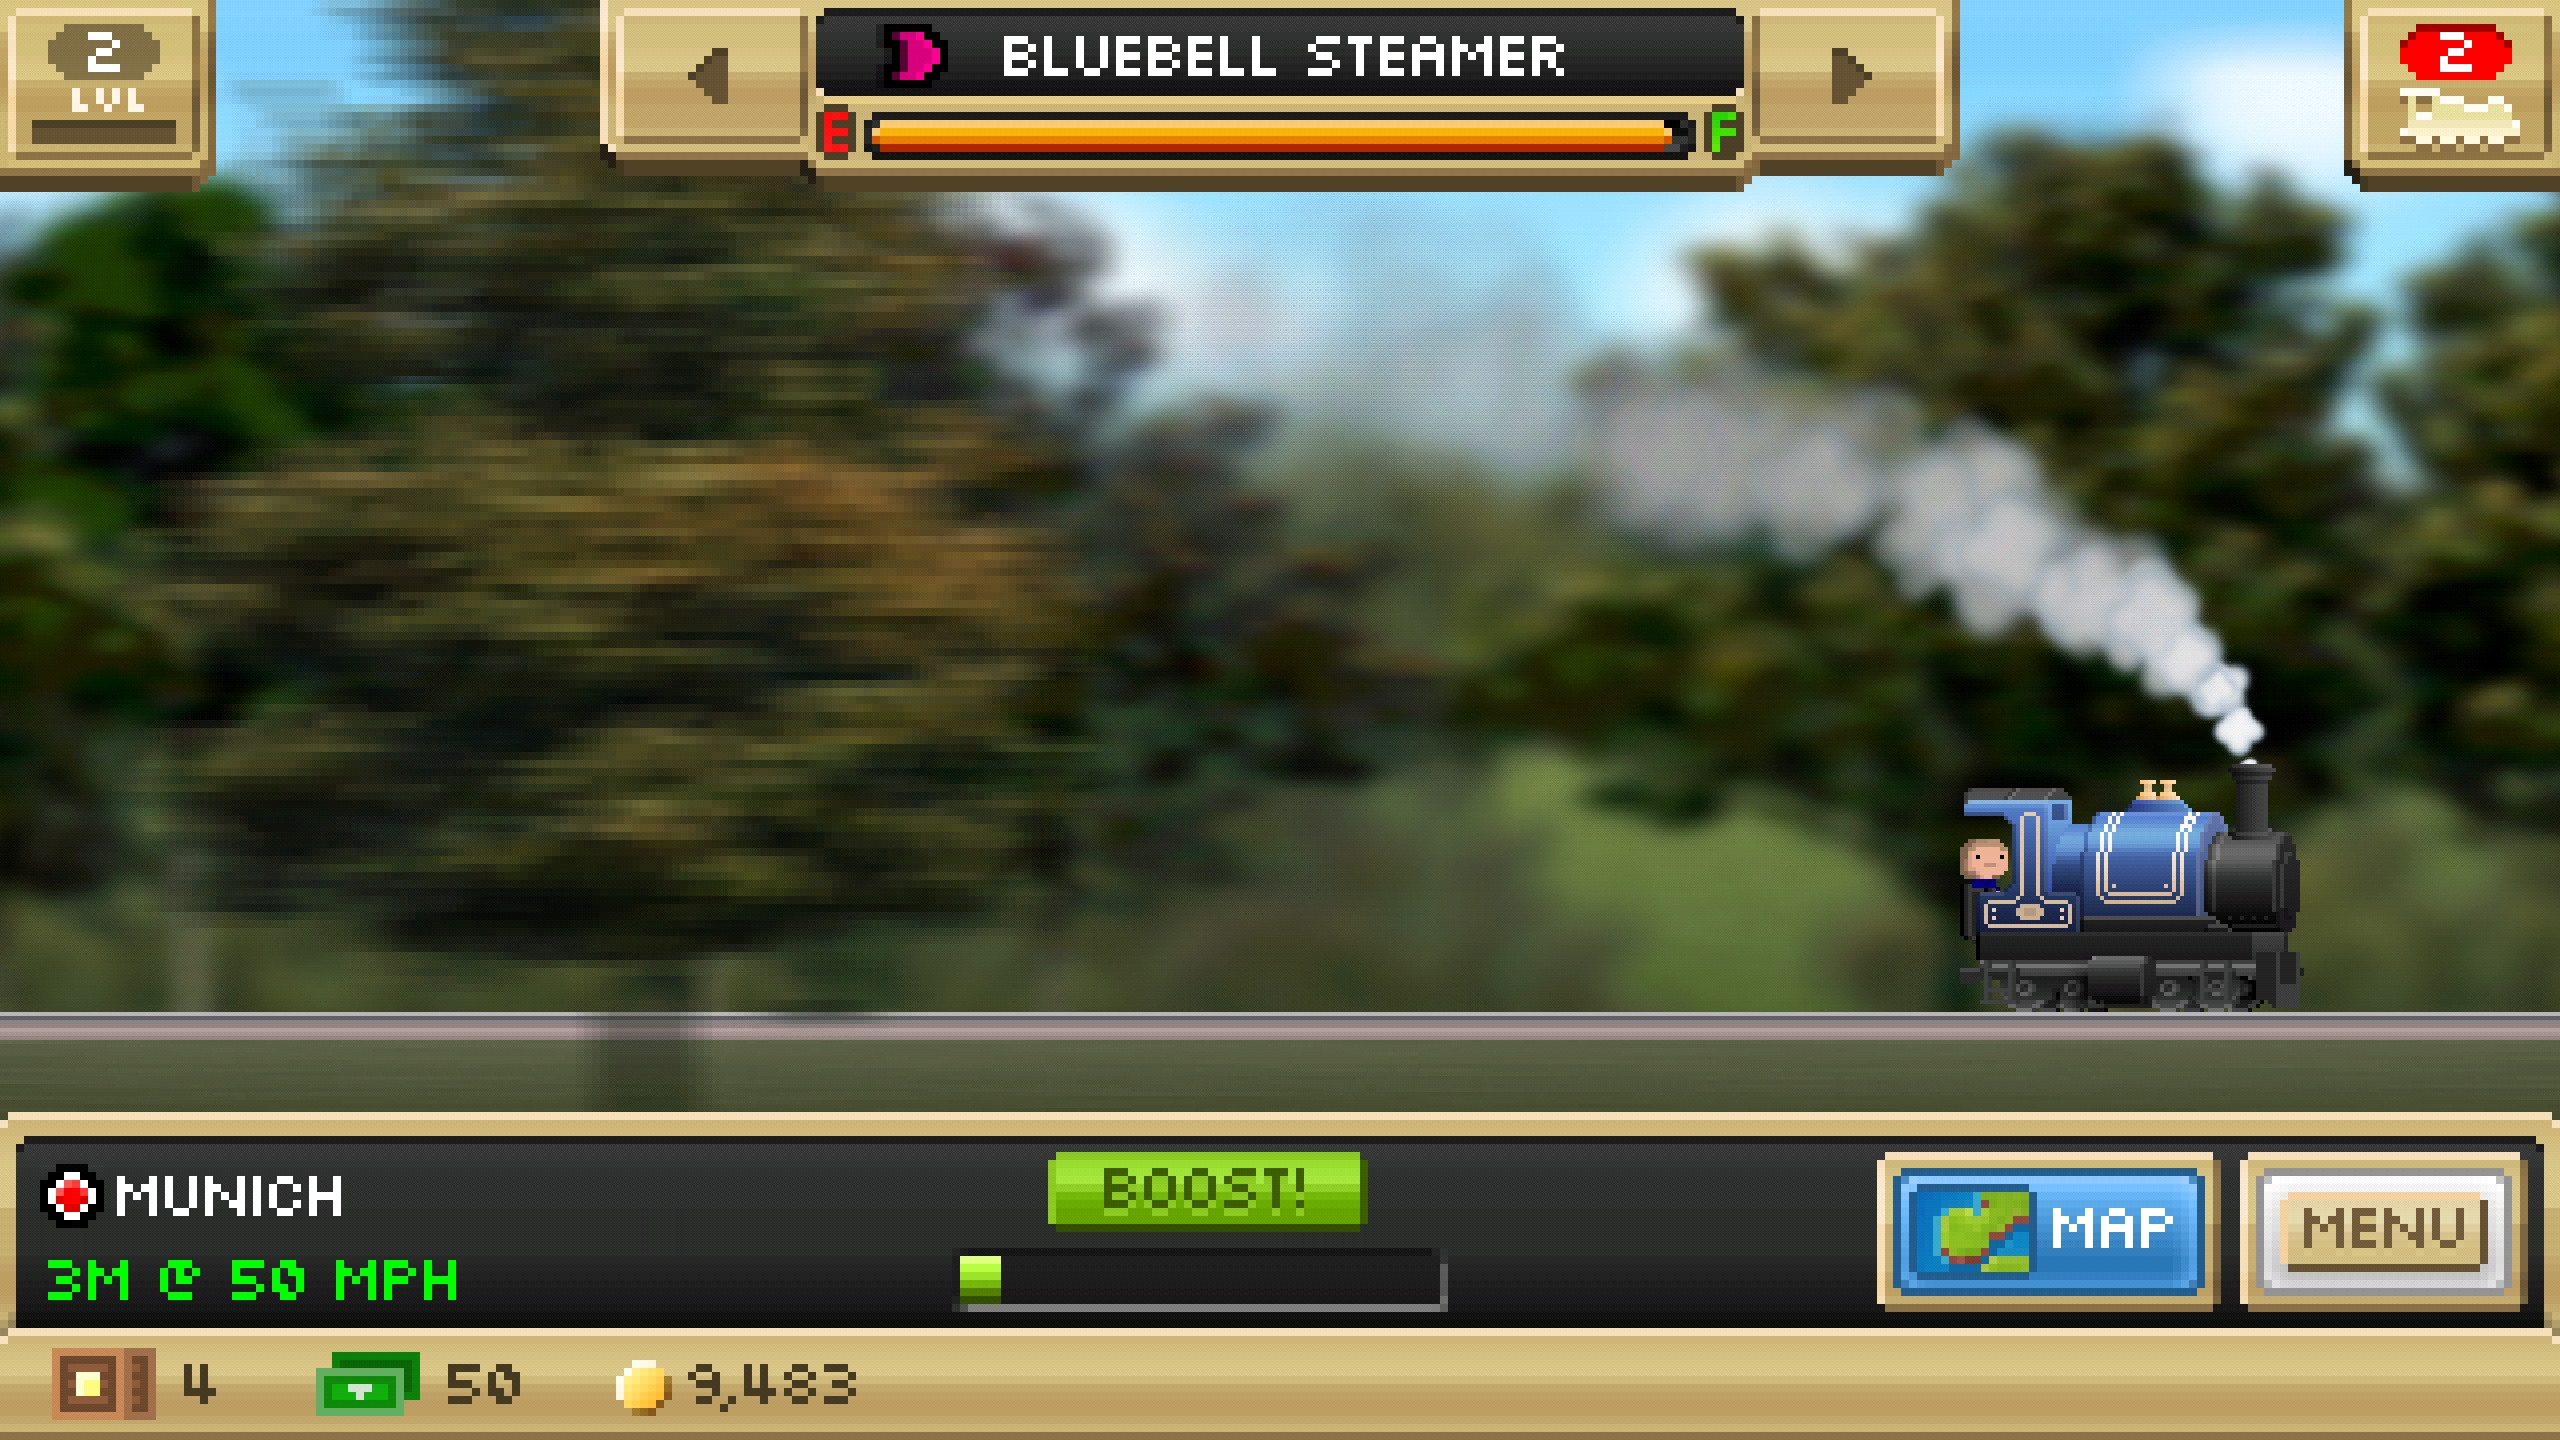 2
LVL
BLUEBELL STEAMER
E
F
2
MUNICH
3M @ 50 MPH
BOOST!
MAP
MENU
4
50
9,483